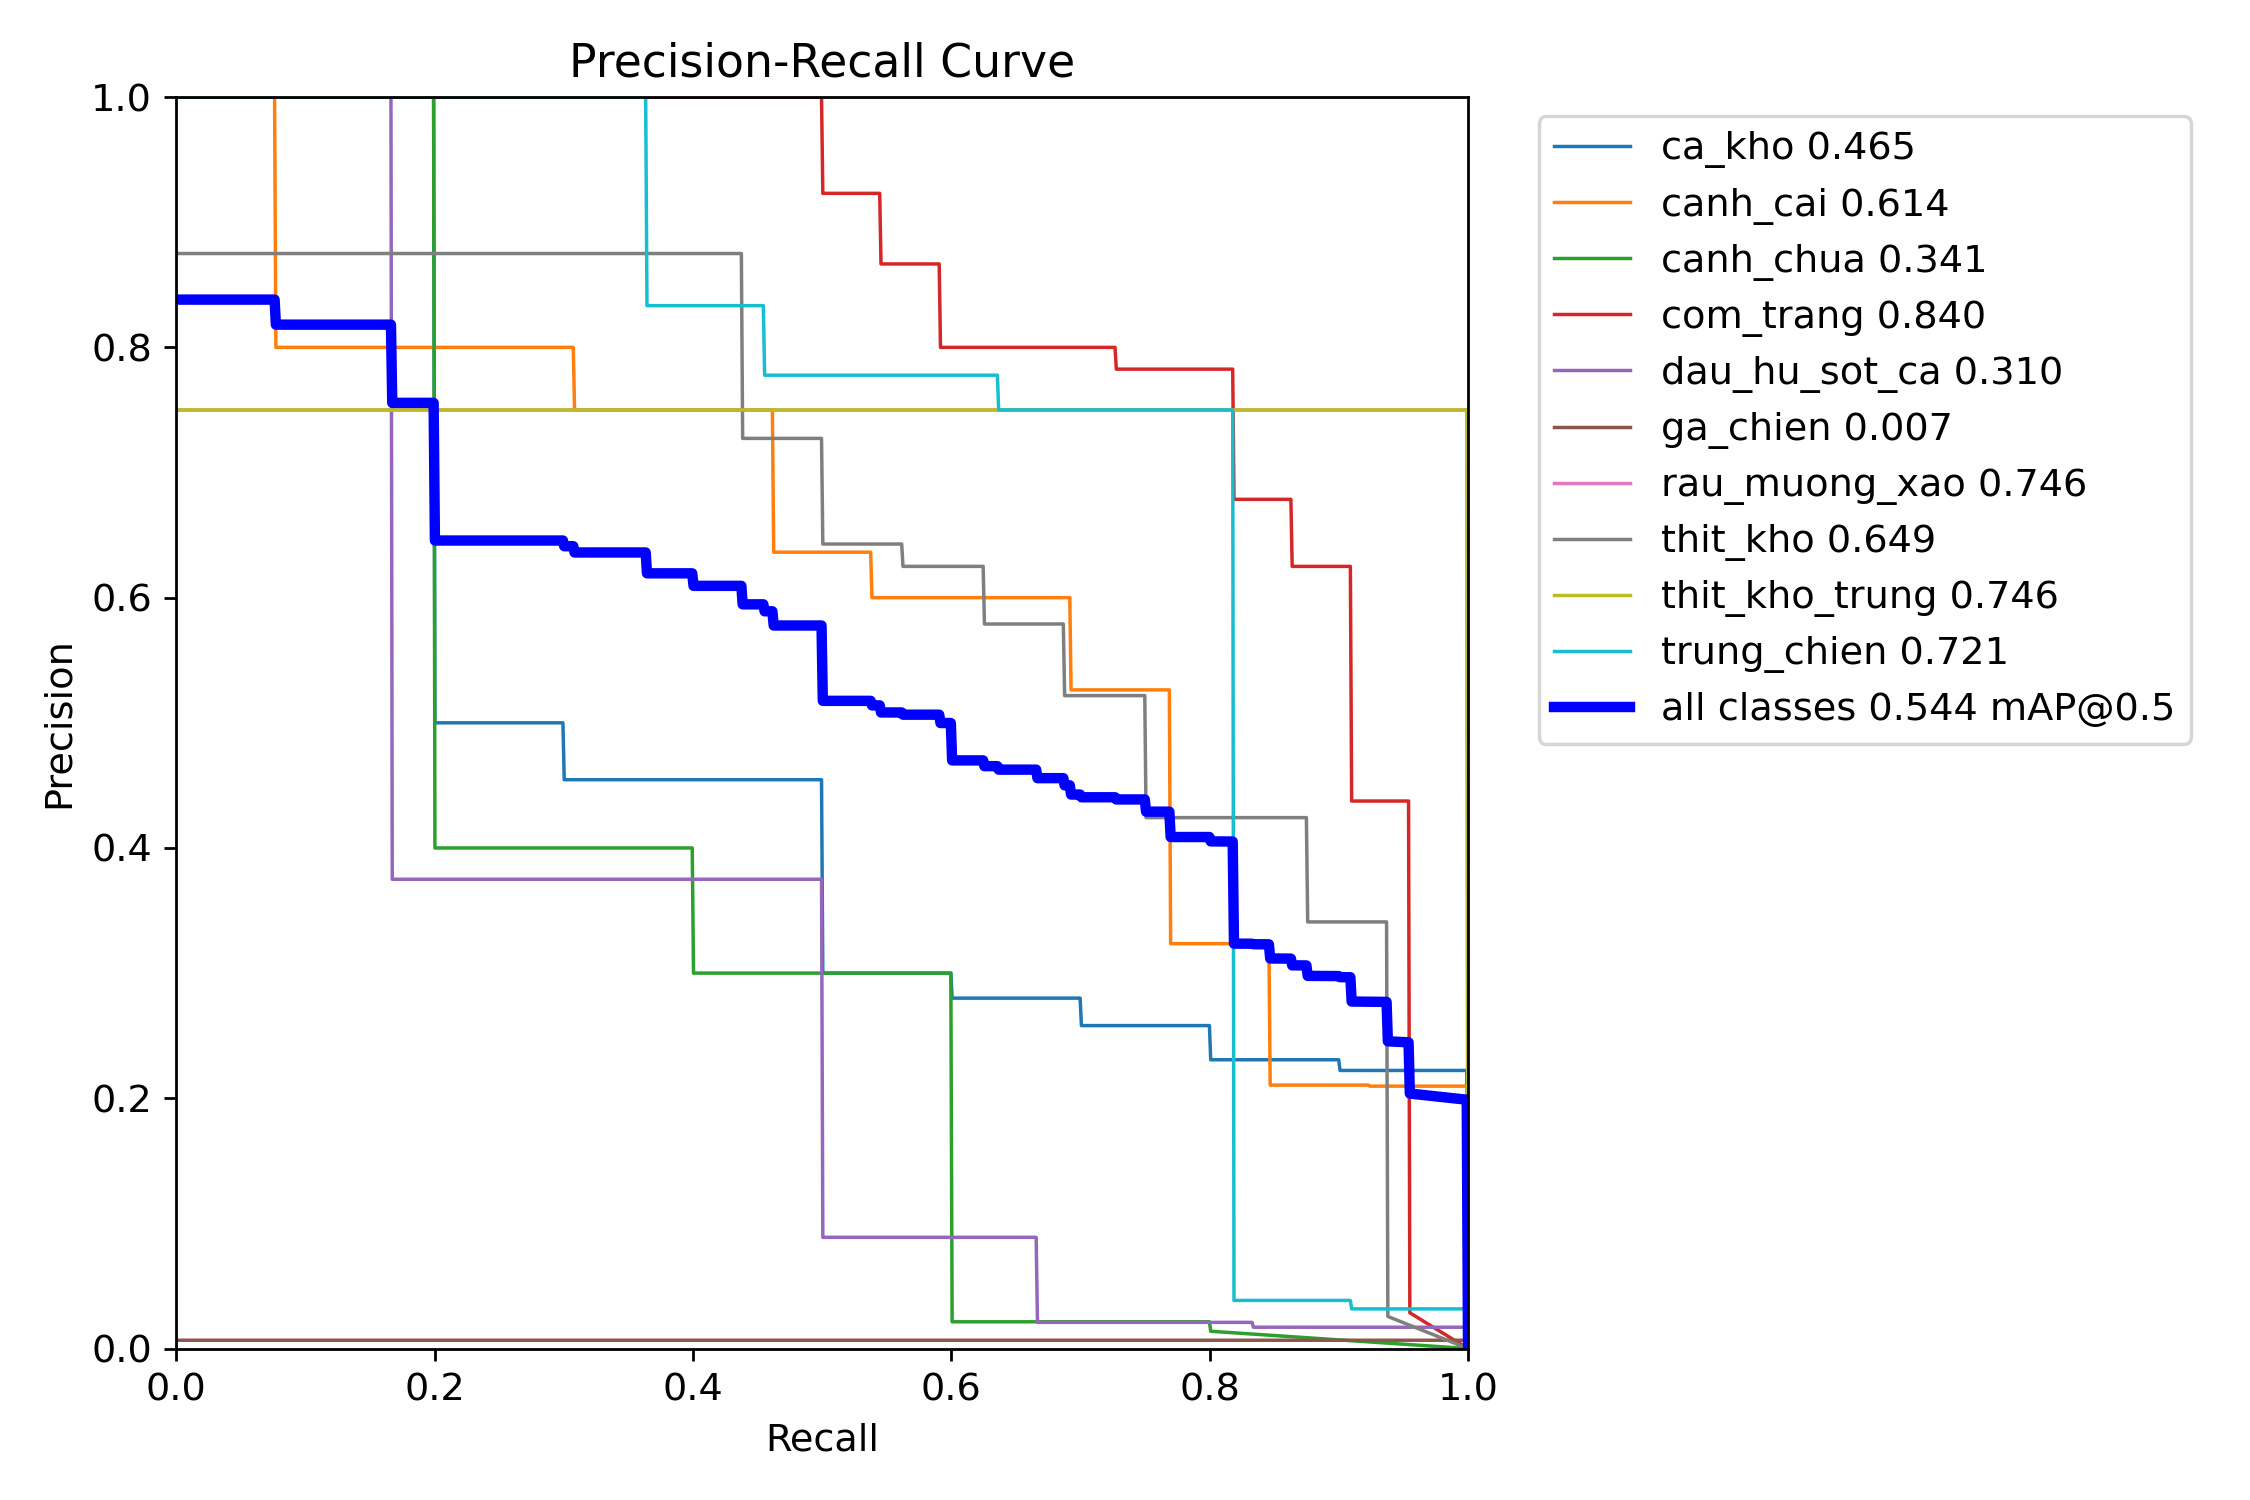 Precision-Recall Curve
1.0
0.8
0.6
0.4
0.2
0.0
Precision
0.0 0.2 0.4 0.6 0.8 1.0
Recall
ca_kho 0.465
canh_cai 0.614
canh_chua 0.341
com_trang 0.840
dau_hu_sot_ca 0.310
ga_chien 0.007
rau_muong_xao 0.746
thit_kho 0.649
thit_kho_trung 0.746
trung_chien 0.721
all classes 0.544 mAP@0.5